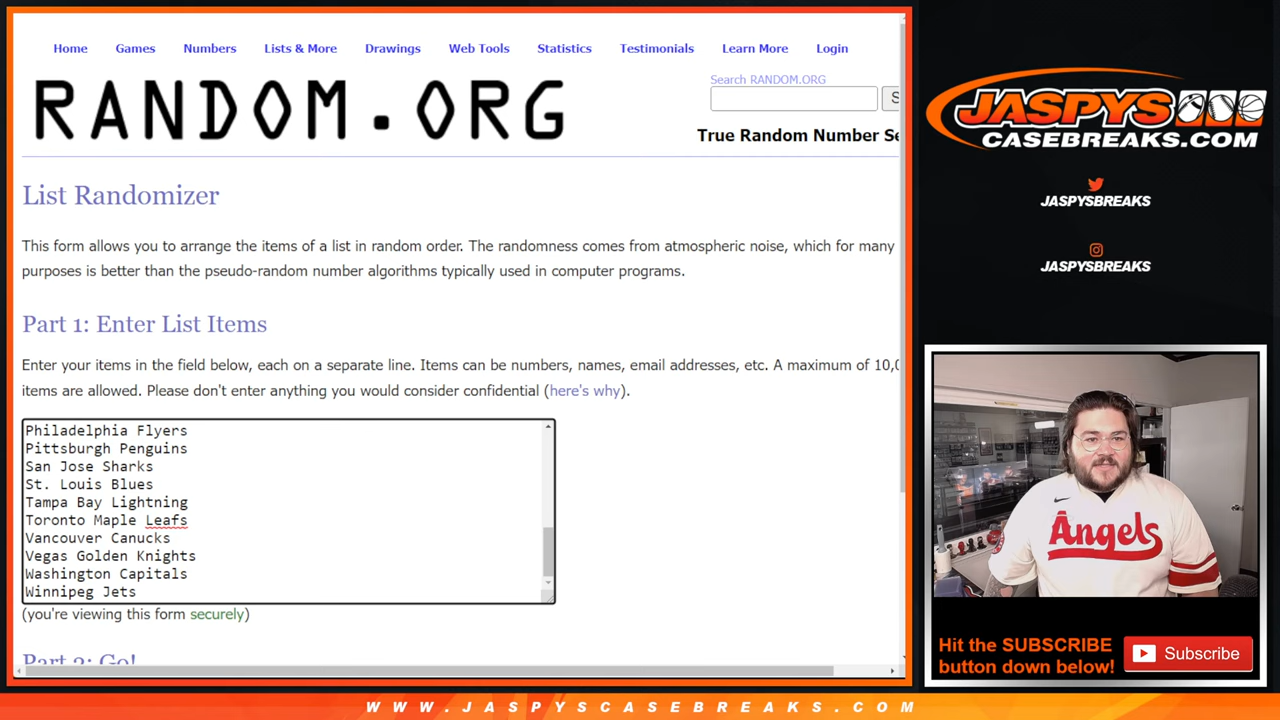 Home Games Numbers Lists & More Drawings Web Tools Statistics Testimonials Learn More Login
Search RANDOM.ORG
RANDOM.ORG
S
True Random Number Se
List Randomizer
This form allows you to arrange the items of a list in random order. The randomness comes from atmospheric noise, which for many
purposes is better than the pseudo-random number algorithms typically used in computer programs.
Part 1: Enter List Items
Enter your items in the field below, each on a separate line. Items can be numbers, names, email addresses, etc. A maximum of 10,0
items are allowed. Please don't enter anything you would consider confidential (here's why).
Philadelphia Flyers
Pittsburgh Penguins
San Jose Sharks
St. Louis Blues
Tampa Bay Lightning
Toronto Maple Leafs
Vancouver Canucks
Vegas Golden Knights
Washington Capitals
Winnipeg Jets
(you're viewing this form securely)
Part 2: Go!
JASPYS
CASEBREAKS.COM
JASPYSBREAKS
JASPYSBREAKS
Angels
Hit the SUBSCRIBE
button down below!
Subscribe
WWW.JASPYSCASEBREAKS.COM